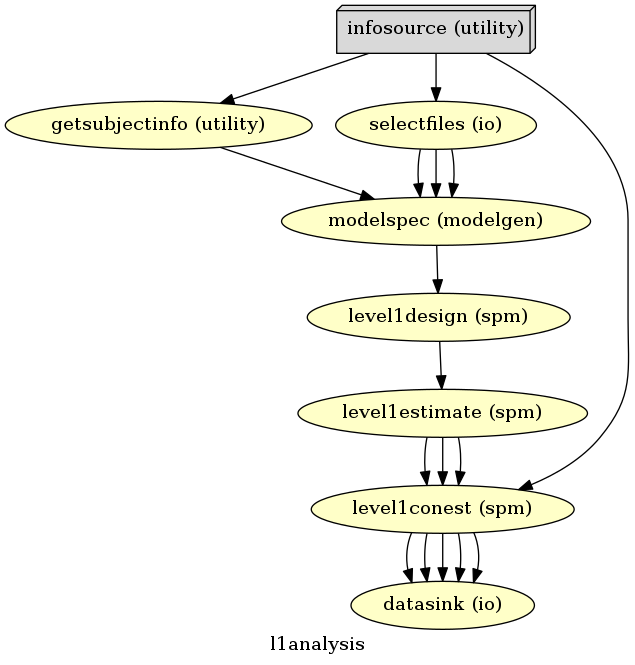 infosource (utility)
getsubjectinfo (utility)
selectfiles (io)
modelspec (modelgen)
level1design (spm)
level1estimate (spm)
level1conest (spm)
datasink (io)
l1analysis